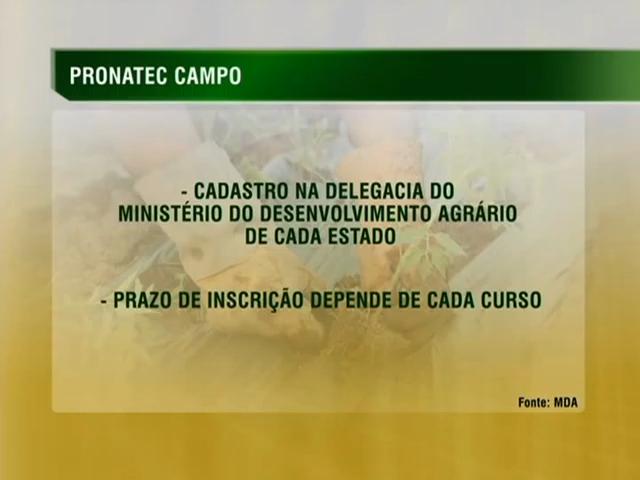 PRONATEC CAMPO
- CADASTRO NA DELEGACIA DO
MINISTÉRIO DO DESENVOLVIMENTO AGRÁRIO
DE CADA ESTADO
- PRAZO DE INSCRIÇÃO DEPENDE DE CADA CURSO
Fonte: MDA